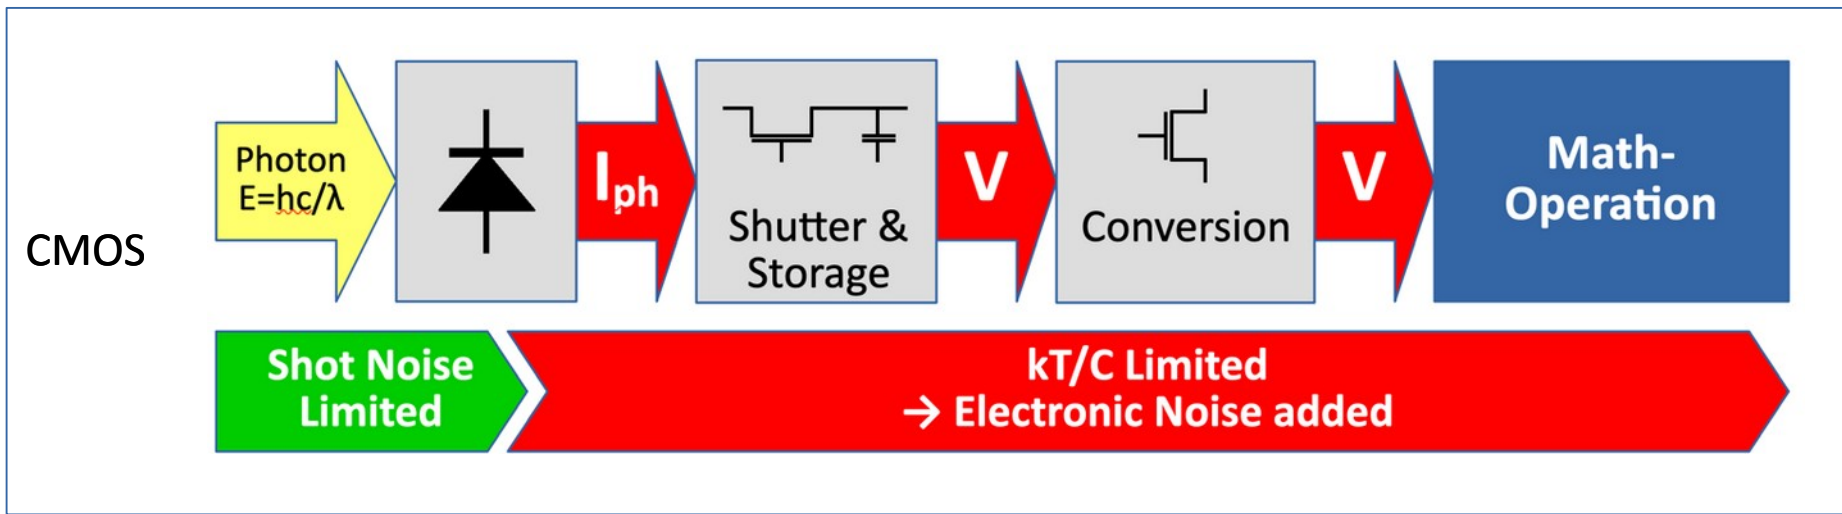 CMOS
Photon
E=hc/λ
Iph
Shutter &
Storage
V
Conversion
V
Math-
Operation
Shot Noise
Limited
kT/C Limited
→ Electronic Noise added